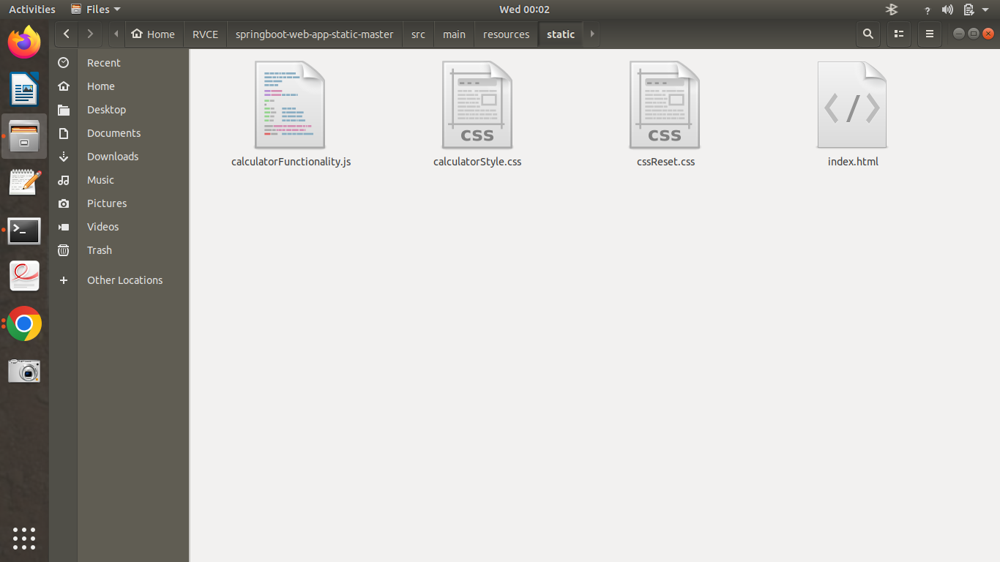 Activities Files Wed 00:02 ?
Home RVCE springboot-web-app-static-master src main resources static
Recent
Home
Desktop
Documents
Downloads
Music
Pictures
Videos
Trash
Other Locations
calculatorFunctionality.js
css
calculatorStyle.css
css
cssReset.css
index.html